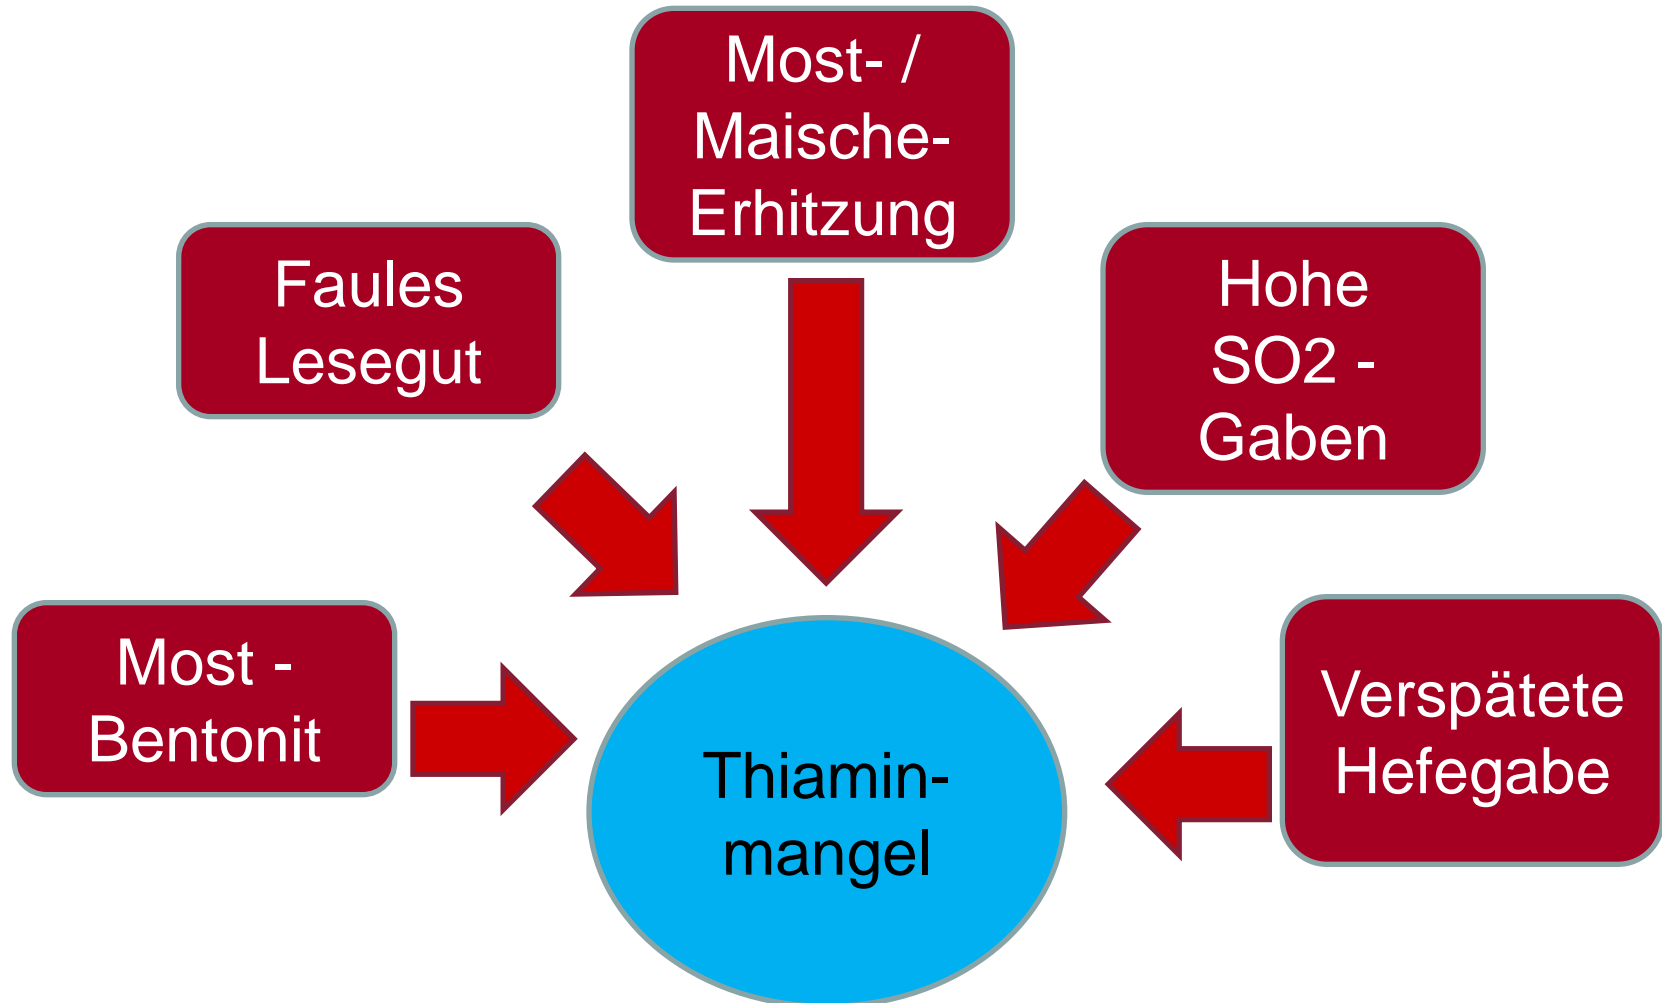 Most- /
Maische-
Erhitzung
Faules
Lesegut
Hohe
SO2 -
Gaben
Most -
Bentonit
Verspätete
Hefegabe
Thiamin-
mangel